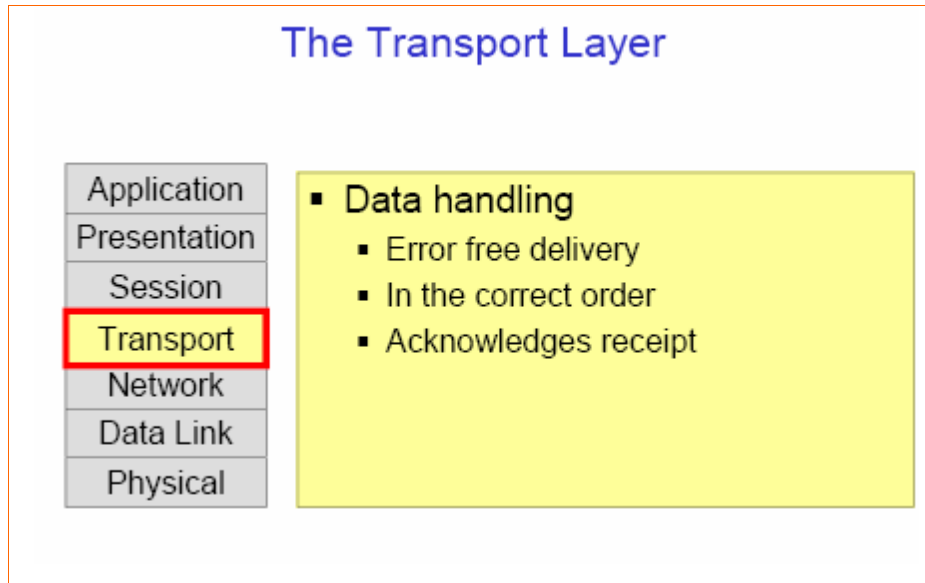 The Transport Layer
Application
Presentation
Session
Transport
Network
Data Link
Physical
▪ Data handling
▪ Error free delivery
▪ In the correct order
▪ Acknowledges receipt